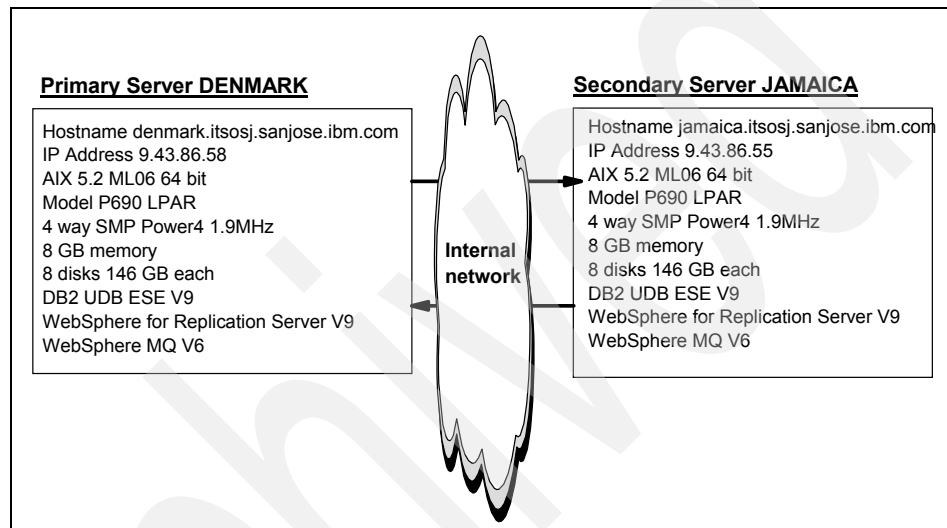 Primary Server DENMARK
Hostname denmark.itsosj.sanjose.ibm.com
IP Address 9.43.86.58
AIX 5.2 ML06 64 bit
Model P690 LPAR
4 way SMP Power4 1.9MHz
8 GB memory
8 disks 146 GB each
DB2 UDB ESE V9
WebSphere for Replication Server V9
WebSphere MQ V6
Internal
network
Secondary Server JAMAICA
Hostname jamaica.itsosj.sanjose.ibm.com
IP Address 9.43.86.55
AIX 5.2 ML06 64 bit
Model P690 LPAR
4 way SMP Power4 1.9MHz
8 GB memory
8 disks 146 GB each
DB2 UDB ESE V9
WebSphere for Replication Server V9
WebSphere MQ V6